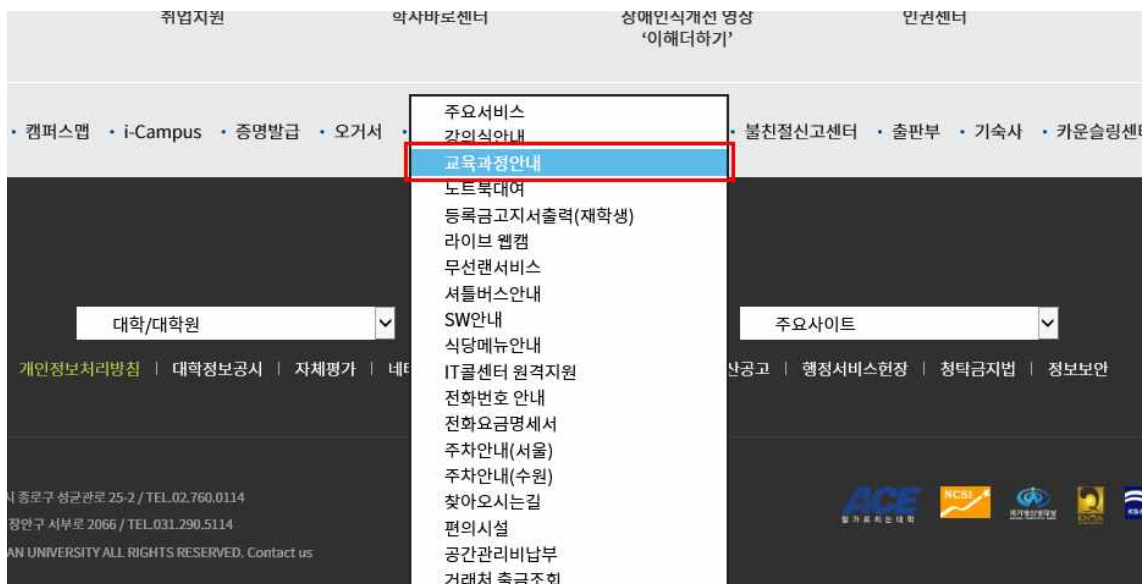 취업지원 학사바로센터 장애인식개선 영상 인권센터
‘이해더하기’
주요서비스
• 캠퍼스맵 • i-Campus • 증명발급 • 오거서 • 강의실안내 • 불친절신고센터 • 출판부 • 기숙사 • 카운슬링센터
교육과정안내
노트북대여
등록금고지서출력(재학생)
라이브 웹캠
무선랜서비스
셔틀버스안내
대학/대학원 SW안내 주요사이트
식당메뉴안내
개인정보처리방침 | 대학정보공시 | 자체평가 | IT콜센터 원격지원 | 행정서비스헌장 | 청탁금지법 | 정보보안
전화번호 안내
전화요금명세서
주차안내(서울)
주차안내(수원)
종로구 성균관로 25-2 / TEL.02.760.0114 찾아오시는길
장안구 서부로 2066 / TEL.031.290.5114 편의시설
AN UNIVERSITY ALL RIGHTS RESERVED. Contact us 공간관리비납부
거래처 출금조회
ACE
잘 가르치는 대학
NCSI
국가생산성대상